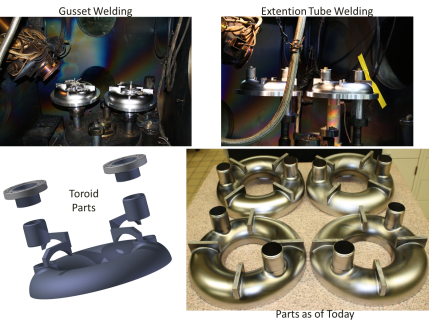 Gusset Welding
Extention Tube Welding
Toroid
Parts
Parts as of Today